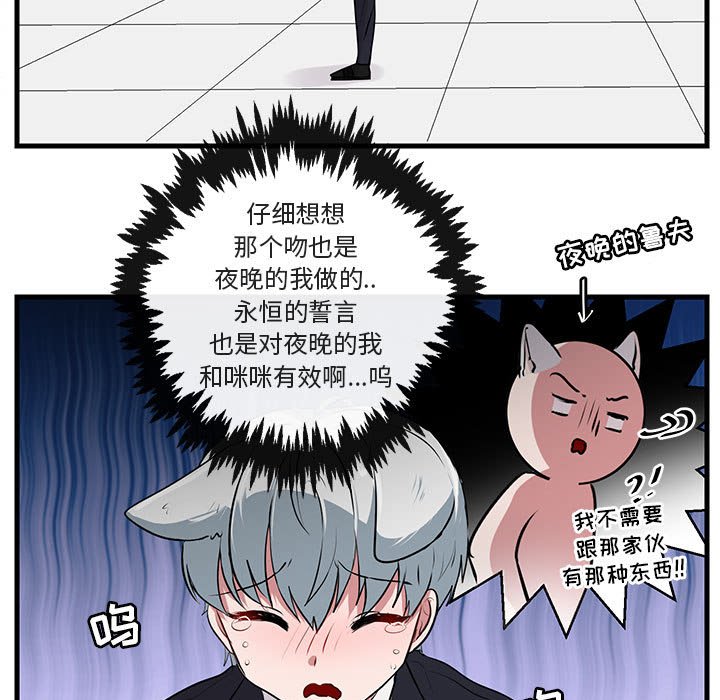 仔细想想
那个吻也是
夜晚的我做的..
永恒的誓言
也是对夜晚的我
和咪咪有效啊...呜
夜晚的鲁夫
?!
我不需要
跟那家伙
有那种东西!!
呜
呜